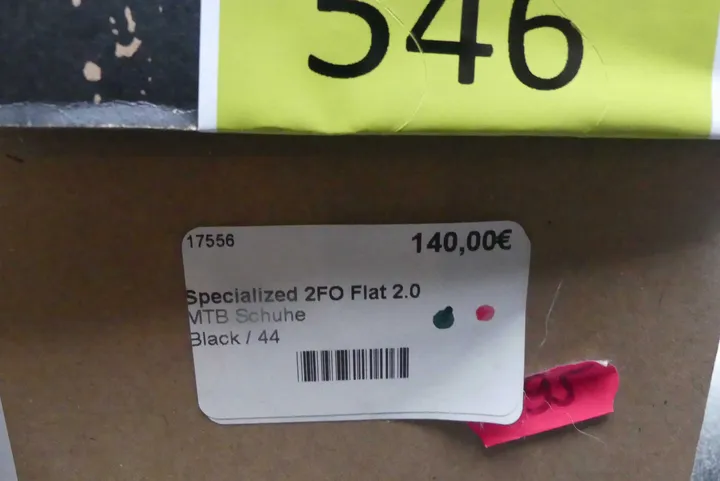 546
17556 140,00€
Specialized 2FO Flat 2.0
MTB Schuhe
Black / 44